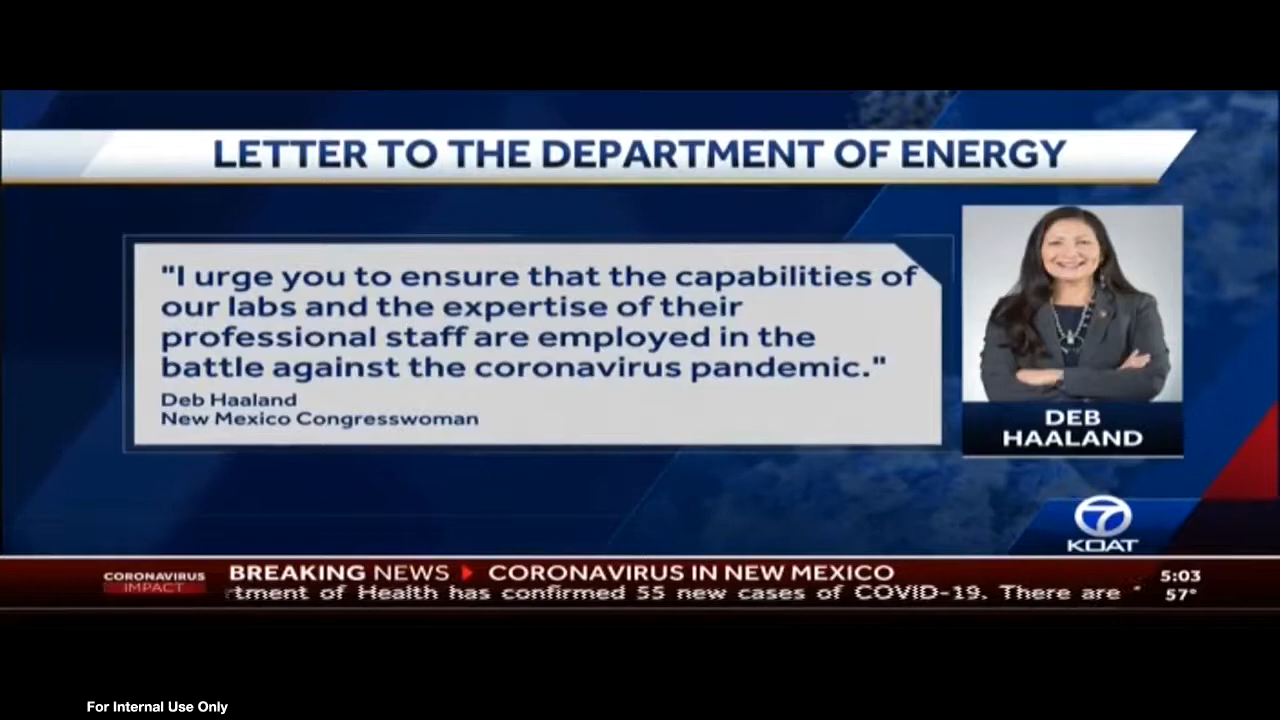 LETTER TO THE DEPARTMENT OF ENERGY
"I urge you to ensure that the capabilities of
our labs and the expertise of their
professional staff are employed in the
battle against the coronavirus pandemic."
Deb Haaland
New Mexico Congresswoman
DEB
HAALAND
7
KOAT
CORONAVIRUS
IMPACT
BREAKING NEWS CORONAVIRUS IN NEW MEXICO
5:03
tment of Health has confirmed 55 new cases of COVID-19. There are
57°
For Internal Use Only